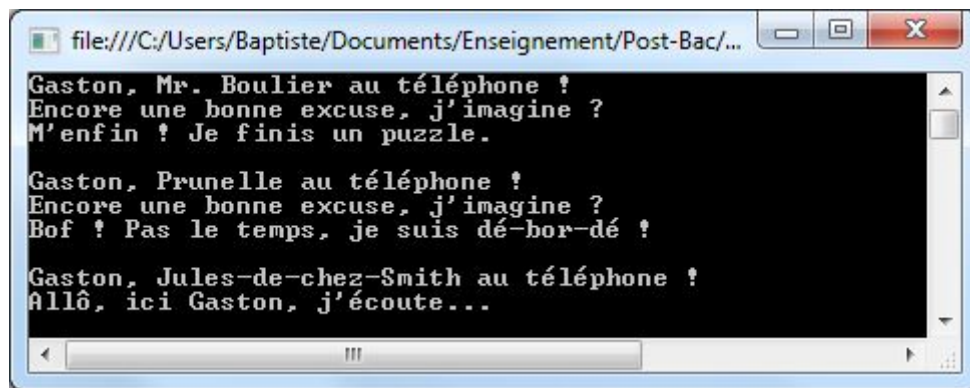 file:///C:/Users/Baptiste/Documents/Enseignement/Post-Bac/...
Gaston, Mr. Boulier au téléphone !
Encore une bonne excuse, j'imagine ?
M'enfin ! Je finis un puzzle.
Gaston, Prunelle au téléphone !
Encore une bonne excuse, j'imagine ?
Bof ! Pas le temps, je suis dé-bor-dé !
Gaston, Jules-de-chez-Smith au téléphone !
Allô, ici Gaston, j'écoute...